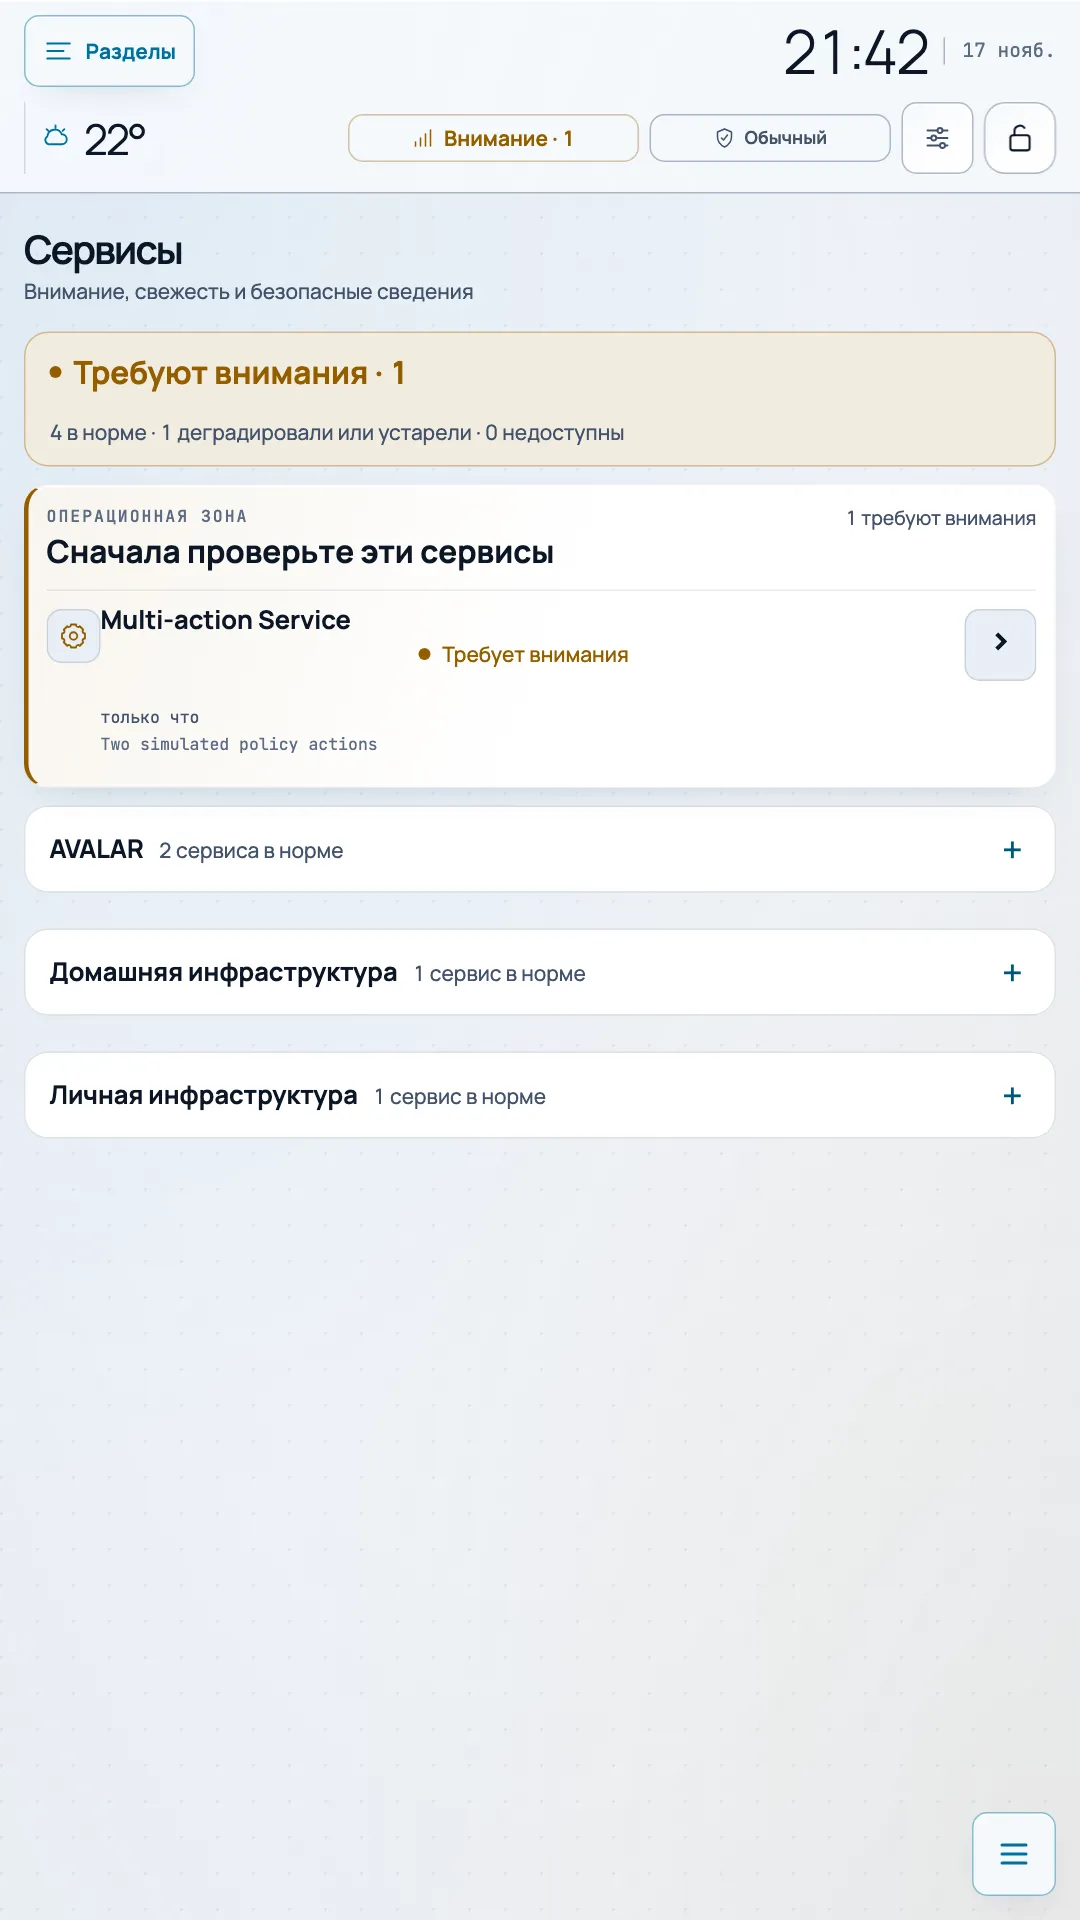 Разделы
21:42
17 нояб.
22°
Внимание · 1
Обычный
Сервисы
Внимание, свежесть и безопасные сведения
Требуют внимания · 1
4 в норме · 1 деградировали или устарели · 0 недоступны
ОПЕРАЦИОННАЯ ЗОНА
1 требуют внимания
Сначала проверьте эти сервисы
Multi-action Service
Требует внимания
только что
Two simulated policy actions
AVALAR 2 сервиса в норме
Домашняя инфраструктура 1 сервис в норме
Личная инфраструктура 1 сервис в норме